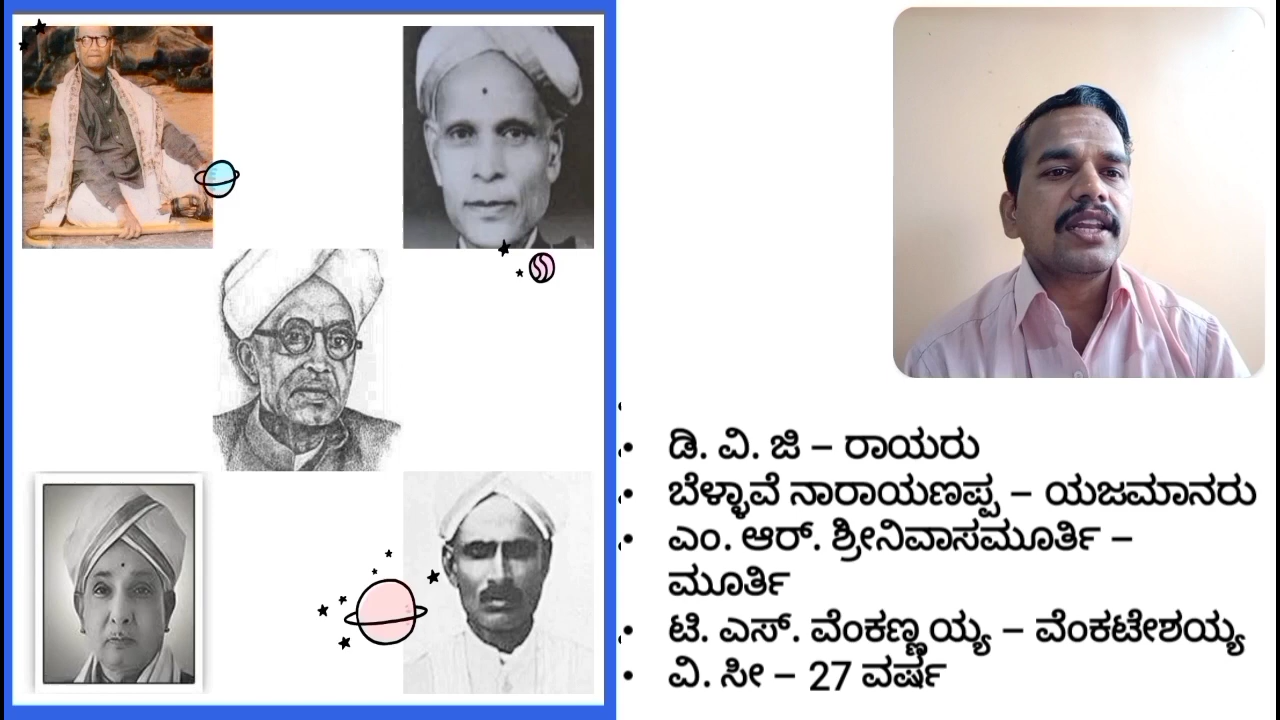 • ಡಿ. ವಿ. ಜಿ – ರಾಯರು
• ಬೆಳ್ಳಾವೆ ನಾರಾಯಣಪ್ಪ – ಯಜಮಾನರು
• ಎಂ. ಆರ್. ಶ್ರೀನಿವಾಸಮೂರ್ತಿ –
ಮೂರ್ತಿ
• ಟಿ. ಎಸ್. ವೆಂಕಣ್ಣಯ್ಯ – ವೆಂಕಟೇಶಯ್ಯ
• ವಿ. ಸೀ – 27 ವರ್ಷ